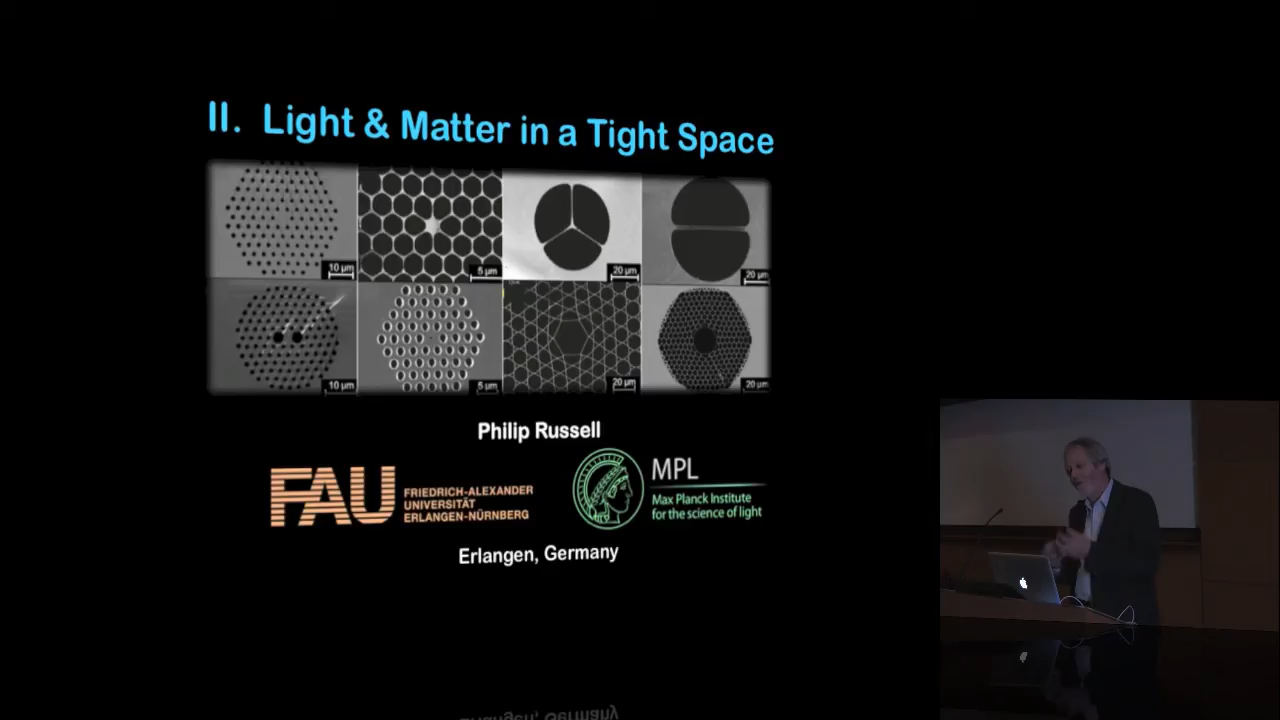 II. Light & Matter in a Tight Space
10 µm
5 µm
20 µm
20 µm
10 µm
5 µm
20 µm
20 µm
Philip Russell
FAU
FRIEDRICH-ALEXANDER
UNIVERSITÄT
ERLANGEN-NÜRNBERG
MPL
Max Planck Institute
for the science of light
Erlangen, Germany
Erlangen, Germany